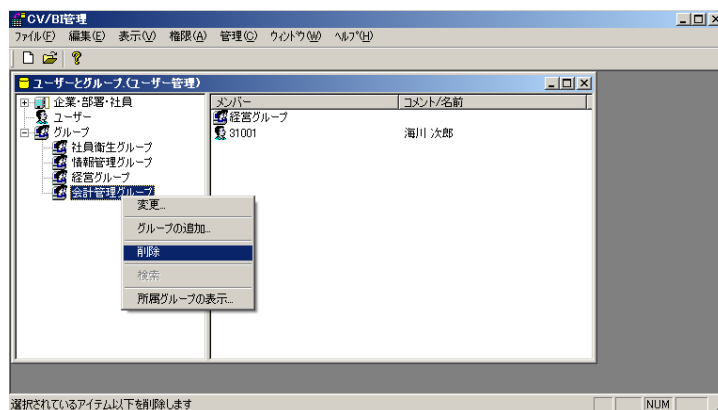 CV/BI管理
ファイル(F) 編集(E) 表示(V) 権限(A) 管理(C) ウィンドウ(W) ヘルプ(H)
ユーザーとグループ.(ユーザー管理)
企業・部署・社員
ユーザー
グループ
社員衛生グループ
情報管理グループ
経営グループ
会計管理グループ
メンバー コメント/名前
経営グループ
31001 海川 次郎
変更...
グループの追加...
削除
検索
所属グループの表示...
選択されているアイテム以下を削除します
NUM